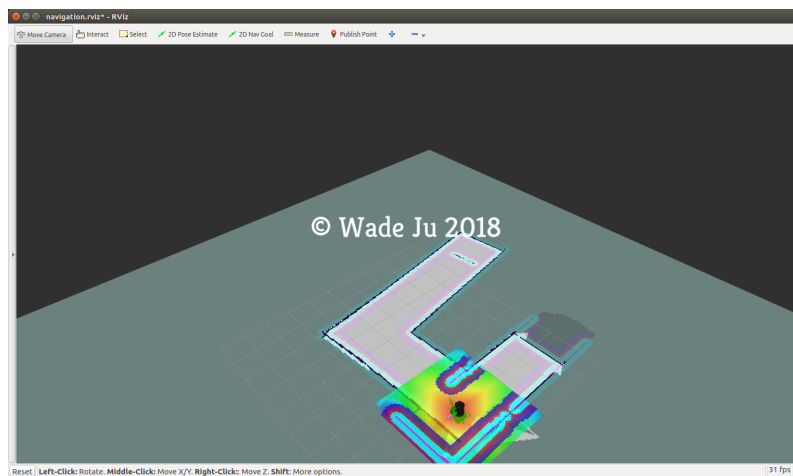 navigation.rviz* - RViz
Move Camera Interact Select 2D Pose Estimate 2D Nav Goal Measure Publish Point
© Wade Ju 2018
Reset Left-Click: Rotate. Middle-Click: Move X/Y. Right-Click:: Move Z. Shift: More options. 31 fps